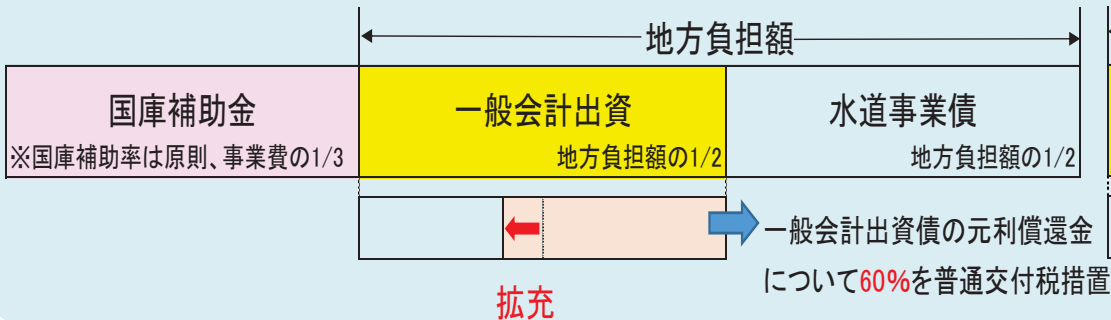 地方負担額
国庫補助金
※国庫補助率は原則、事業費の1/3
一般会計出資
地方負担額の1/2
水道事業債
地方負担額の1/2
一般会計出資債の元利償還金
について60%を普通交付税措置
拡充